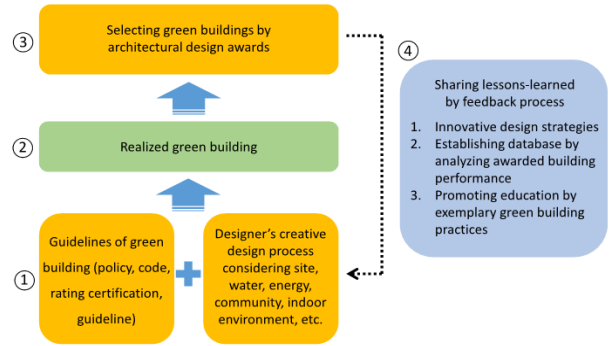 ③
Selecting green buildings by
architectural design awards
④
Sharing lessons-learned
by feedback process
1. Innovative design strategies
2. Establishing database by
analyzing awarded building
performance
3. Promoting education by
exemplary green building
practices
②
Realized green building
①
Guidelines of green
building (policy, code,
rating certification,
guideline)
Designer's creative
design process
considering site,
water, energy,
community, indoor
environment, etc.